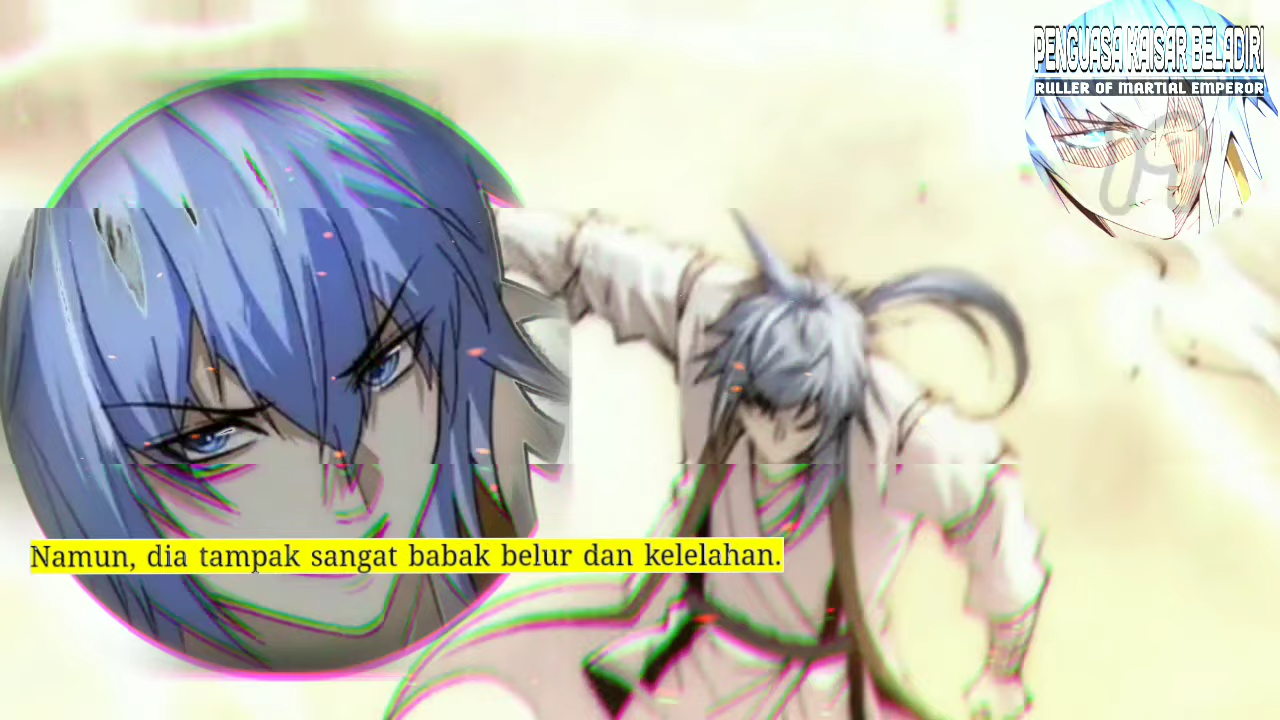 PENGUASA KAISAR BELADIRI
RULLER OF MARTIAL EMPEROR
Namun, dia tampak sangat babak belur dan kelelahan.